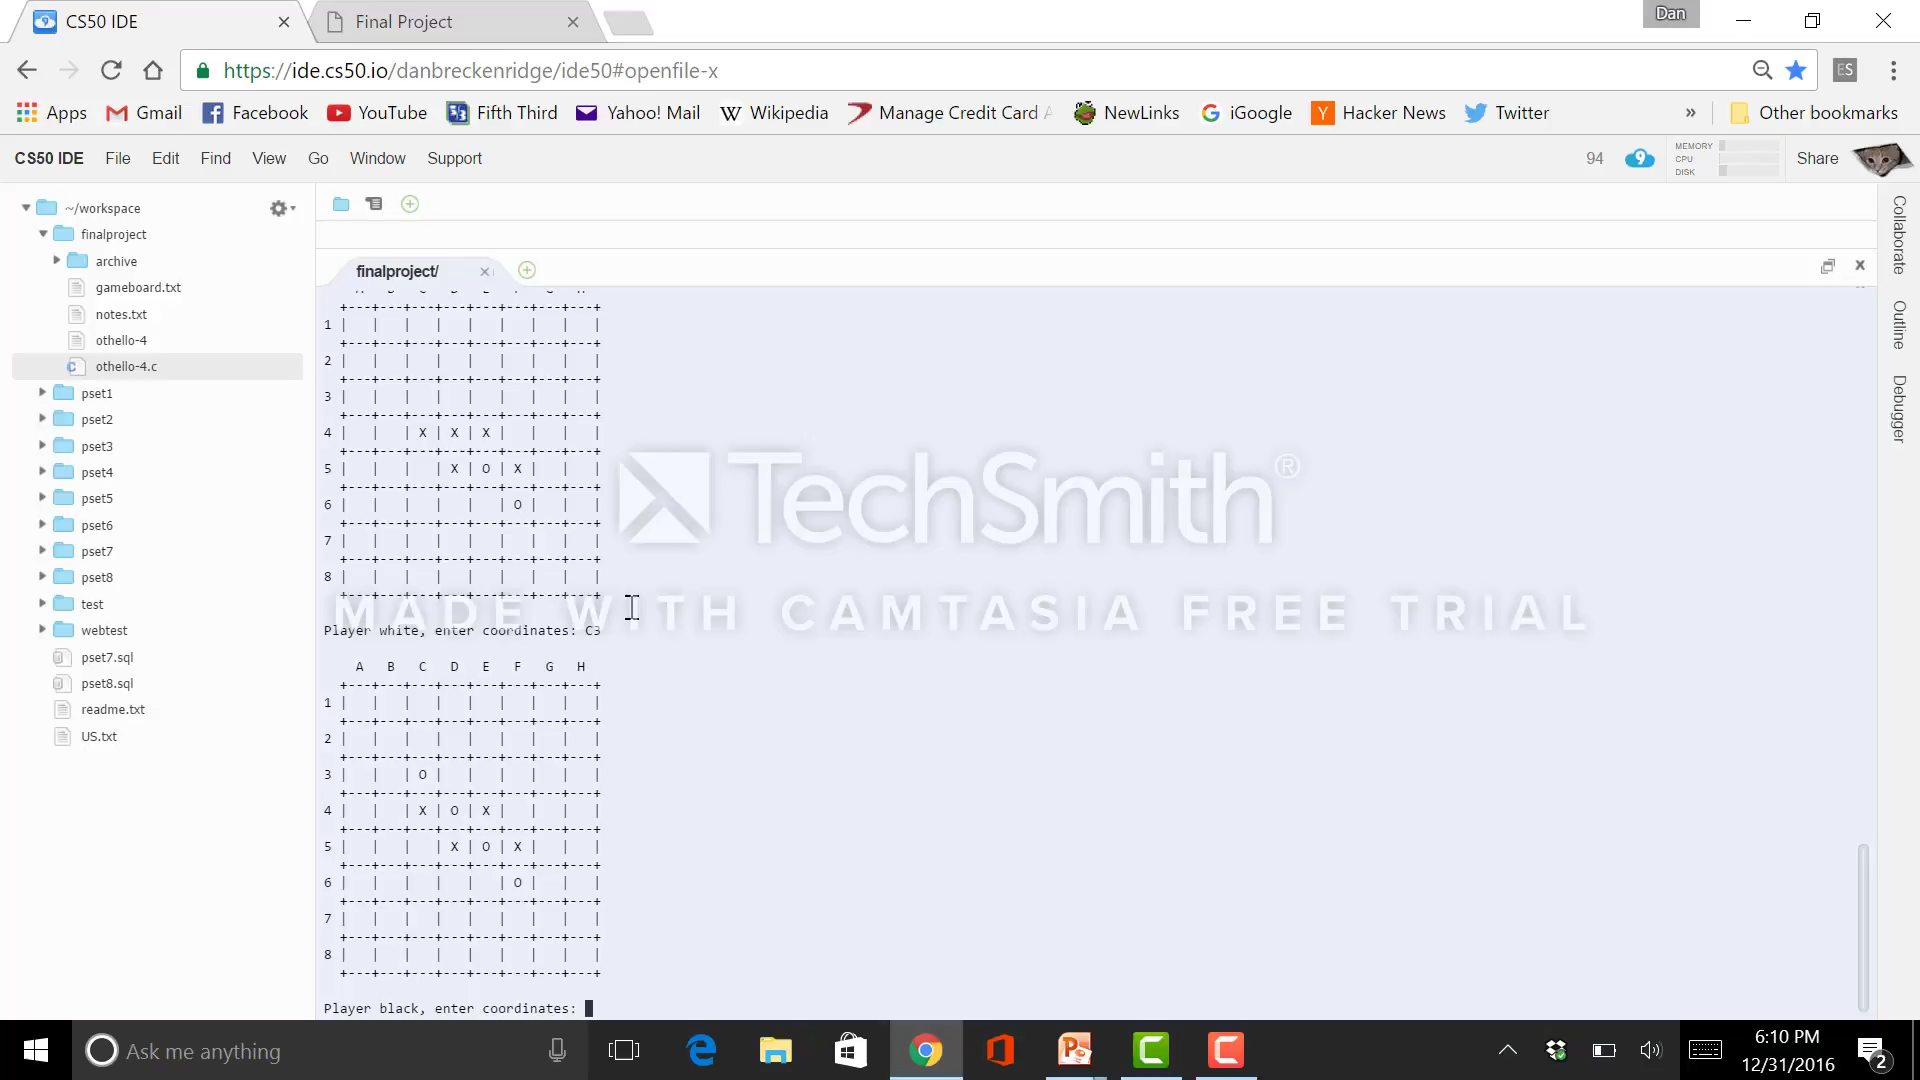 CS50 IDE
Final Project
Dan
https://ide.cs50.io/danbreckenridge/ide50#openfile-x
ES
Apps Gmail Facebook YouTube Fifth Third Yahoo! Mail Wikipedia Manage Credit Card NewLinks iGoogle Hacker News Twitter » Other bookmarks
CS50 IDE File Edit Find View Go Window Support
94
MEMORY
CPU
DISK
Share
~/workspace
finalproject
archive
gameboard.txt
notes.txt
othello-4
othello-4.c
pset1
pset2
pset3
pset4
pset5
pset6
pset7
pset8
test
webtest
pset7.sql
pset8.sql
readme.txt
US.txt
Collaborate
Outline
Debugger
finalproject/
+---+---+---+---+---+---+---+---+
1 |   |   |   |   |   |   |   |   |
+---+---+---+---+---+---+---+---+
2 |   |   |   |   |   |   |   |   |
+---+---+---+---+---+---+---+---+
3 |   |   |   |   |   |   |   |   |
+---+---+---+---+---+---+---+---+
4 |   |   | X | X | X |   |   |   |
+---+---+---+---+---+---+---+---+
5 |   |   |   | X | O | X |   |   |
+---+---+---+---+---+---+---+---+
6 |   |   |   |   |   | O |   |   |
+---+---+---+---+---+---+---+---+
7 |   |   |   |   |   |   |   |   |
+---+---+---+---+---+---+---+---+
8 |   |   |   |   |   |   |   |   |
+---+---+---+---+---+---+---+---+
Player white, enter coordinates: C3
A B C D E F G H
+---+---+---+---+---+---+---+---+
1 |   |   |   |   |   |   |   |   |
+---+---+---+---+---+---+---+---+
2 |   |   |   |   |   |   |   |   |
+---+---+---+---+---+---+---+---+
3 |   |   | O |   |   |   |   |   |
+---+---+---+---+---+---+---+---+
4 |   |   | X | O | X |   |   |   |
+---+---+---+---+---+---+---+---+
5 |   |   |   | X | O | X |   |   |
+---+---+---+---+---+---+---+---+
6 |   |   |   |   |   | O |   |   |
+---+---+---+---+---+---+---+---+
7 |   |   |   |   |   |   |   |   |
+---+---+---+---+---+---+---+---+
8 |   |   |   |   |   |   |   |   |
+---+---+---+---+---+---+---+---+
Player black, enter coordinates:
TechSmith®
MADE WITH CAMTASIA FREE TRIAL
Ask me anything
6:10 PM
12/31/2016
2